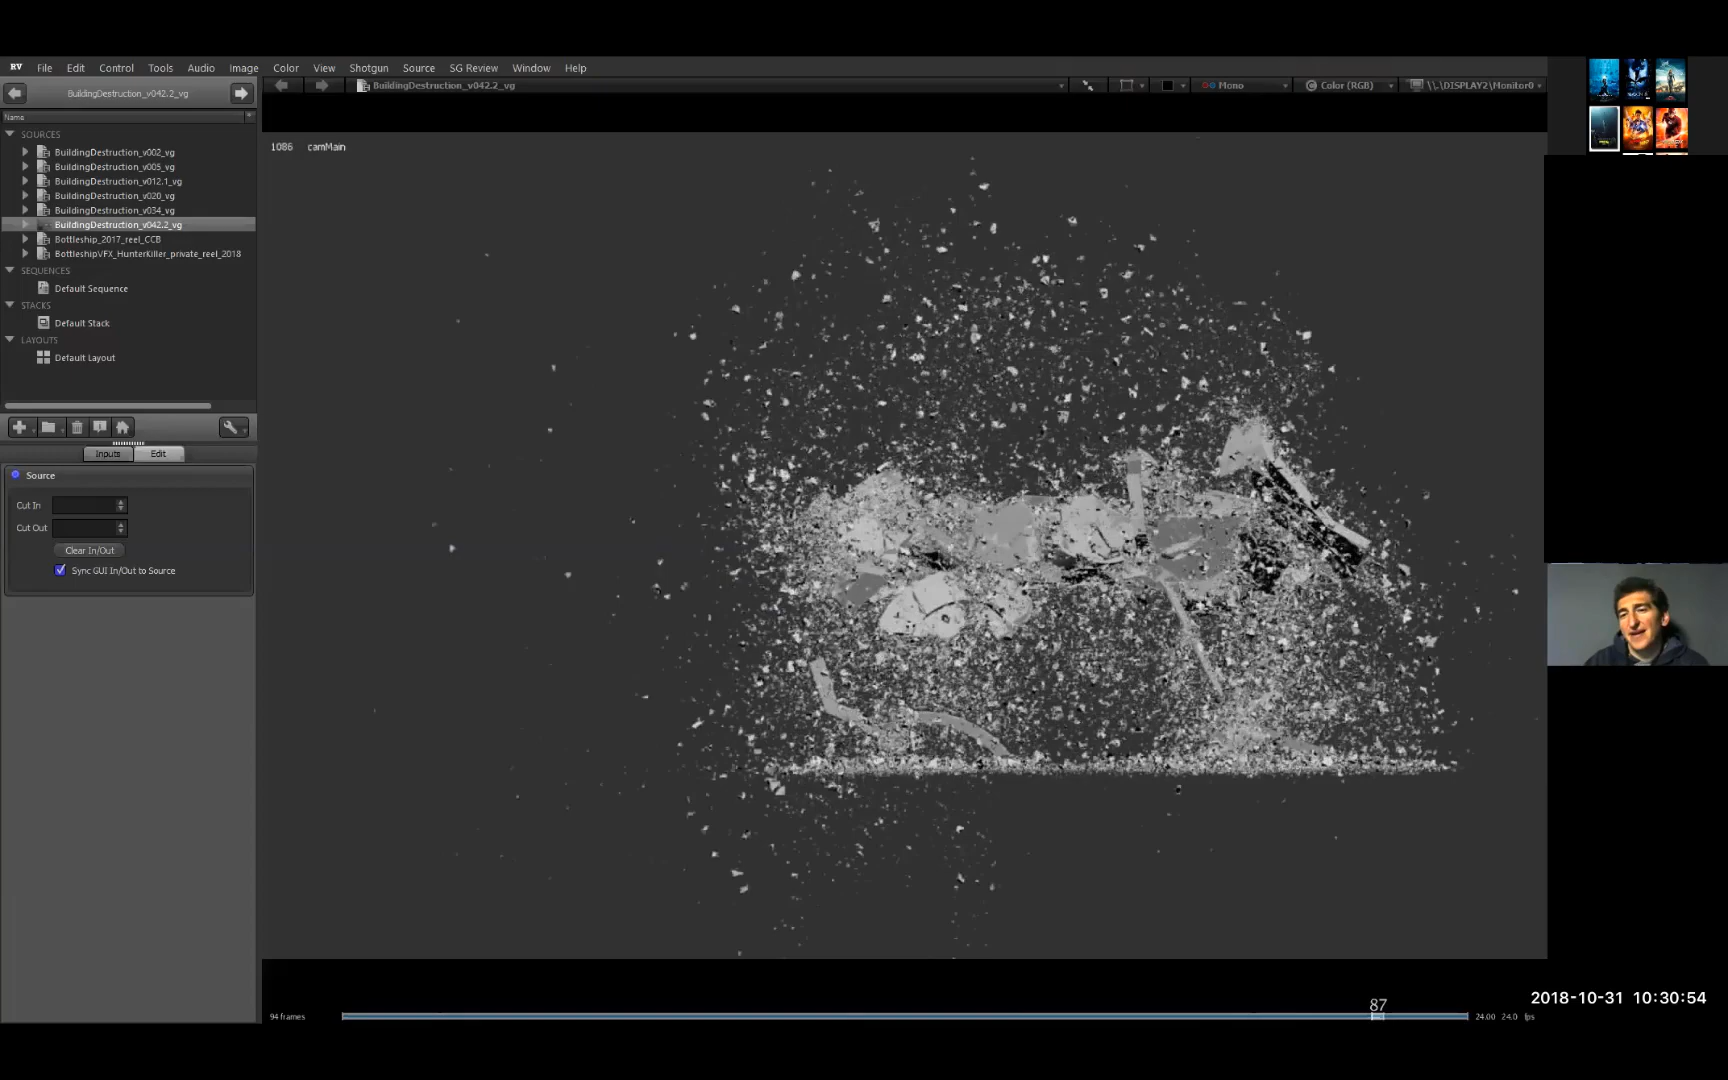 RV File Edit Control Tools Audio Image Color View Shotgun Source SG Review Window Help
BuildingDestruction_v042.2_vg
BuildingDestruction_v042.2_vg
Mono
Color (RGB)
\\.\DISPLAY2\Monitor0
Name
SOURCES
BuildingDestruction_v002_vg
BuildingDestruction_v005_vg
BuildingDestruction_v012.1_vg
BuildingDestruction_v020_vg
BuildingDestruction_v034_vg
BuildingDestruction_v042.2_vg
Bottleship_2017_reel_CCB
BottleshipVFX_HunterKiller_private_reel_2018
SEQUENCES
Default Sequence
STACKS
Default Stack
LAYOUTS
Default Layout
Inputs Edit
Source
Cut In
Cut Out
Clear In/Out
Sync GUI In/Out to Source
1086 camMain
87
94 frames
24.00 24.0 fps
2018-10-31 10:30:54